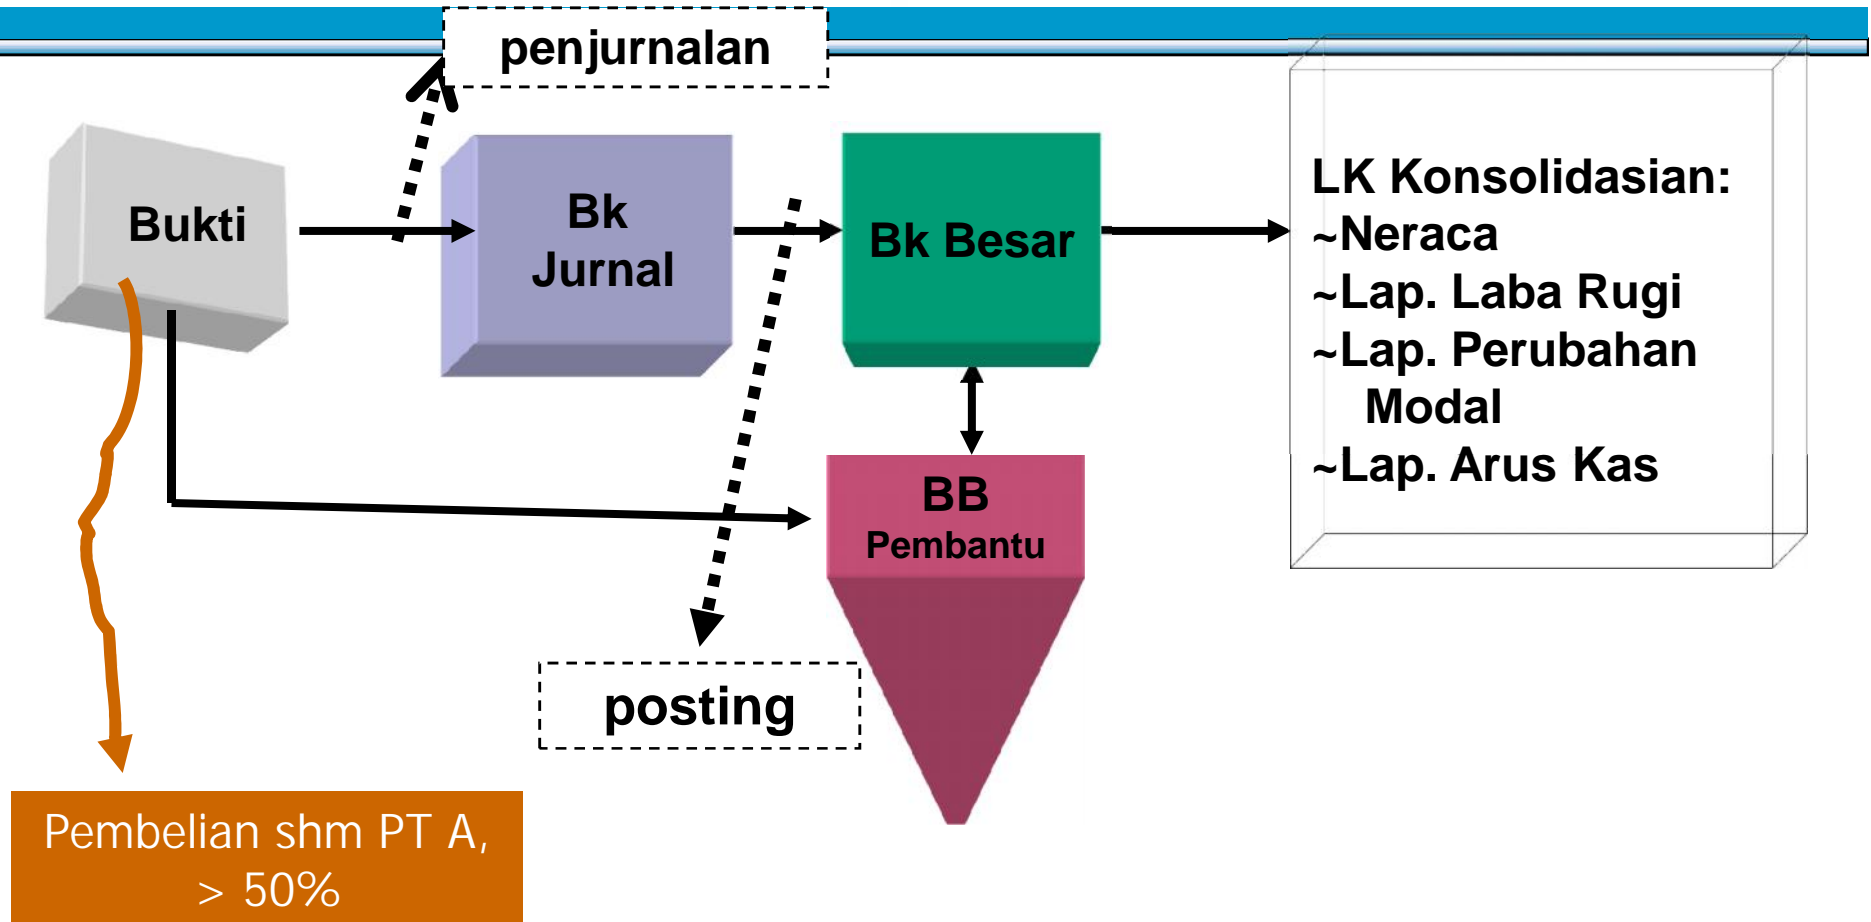 penjurnalan
Bukti
Bk
Jurnal
Bk Besar
LK Konsolidasian:
~Neraca
~Lap. Laba Rugi
~Lap. Perubahan
Modal
~Lap. Arus Kas
BB
Pembantu
posting
Pembelian shm PT A,
> 50%